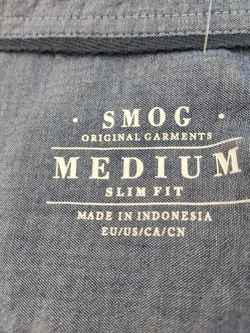 · SMOG ·
ORIGINAL GARMENTS
MEDIUM
SLIM FIT
MADE IN INDONESIA
EU/US/CA/CN